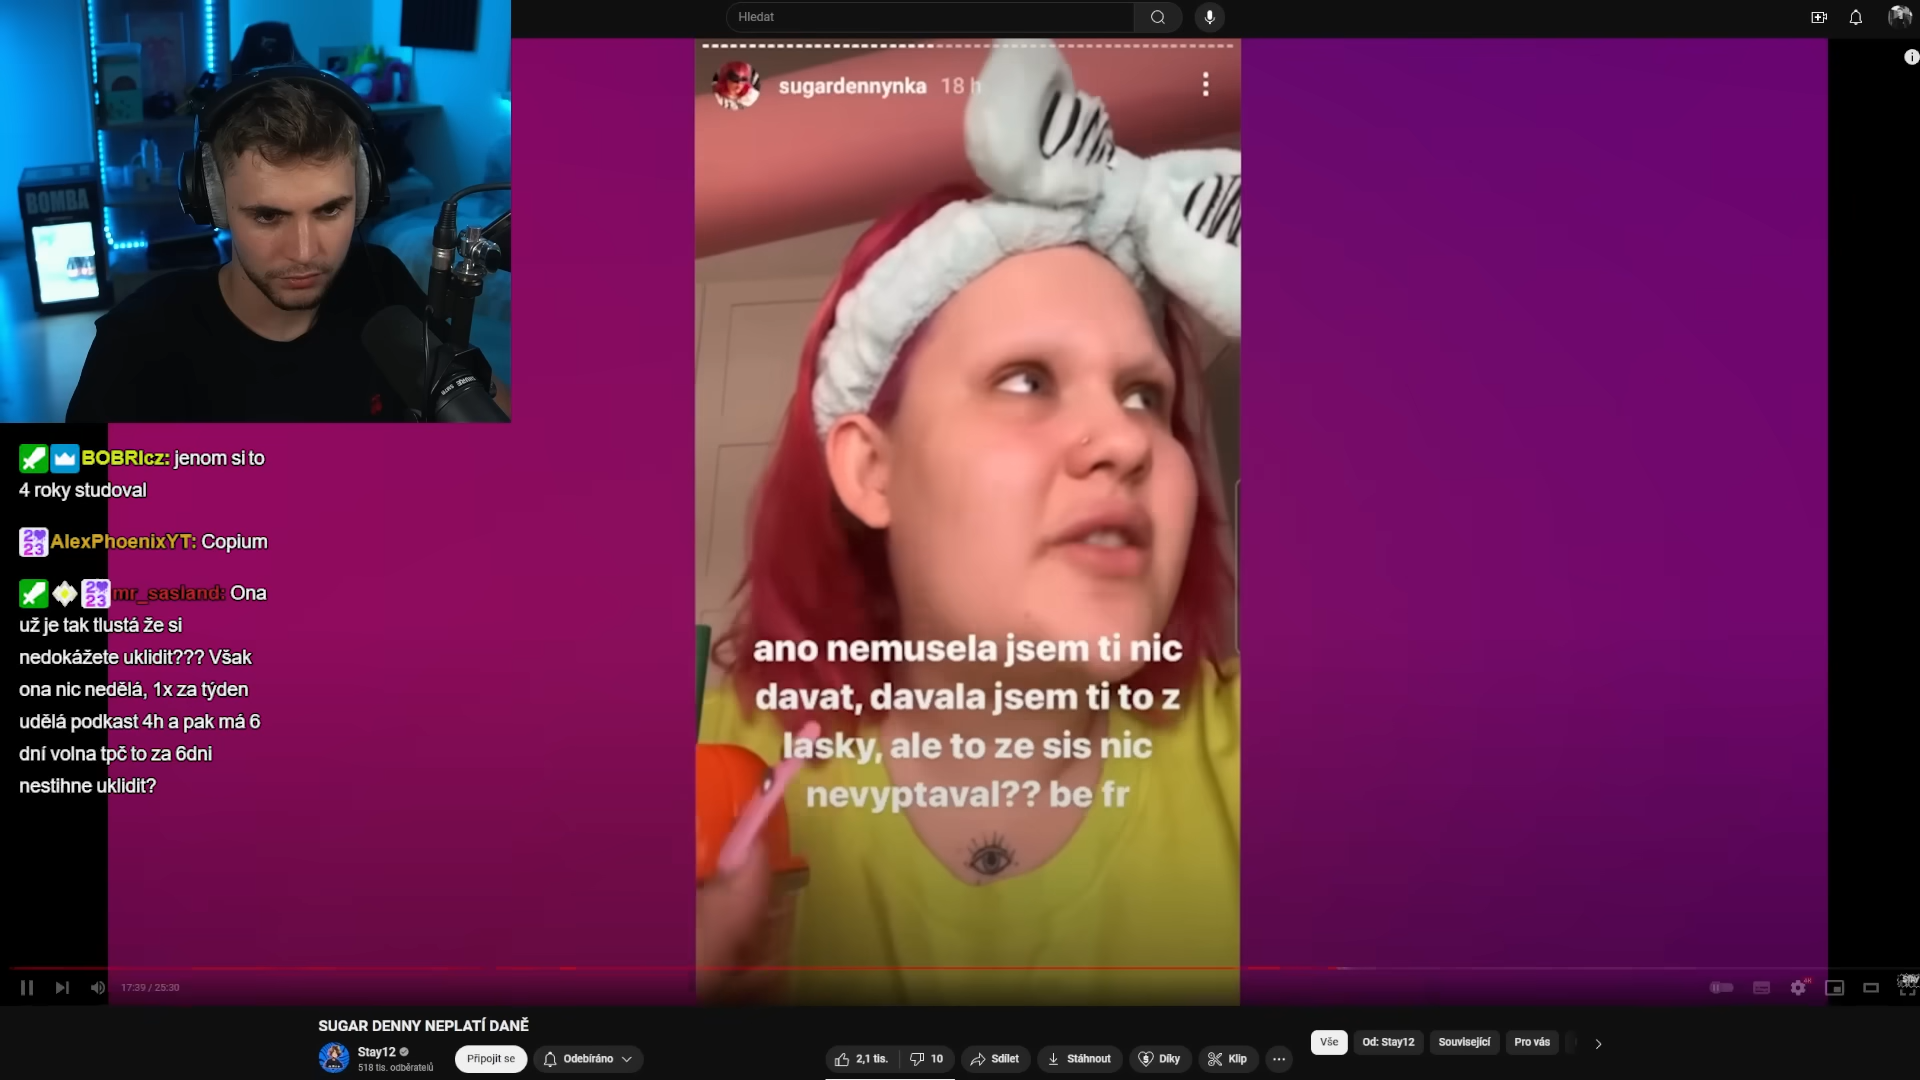 Hledat
BOMBA
sugardennynka 18 h
BOBRIcz: jenom si to
4 roky studoval
AlexPhoenixYT: Copium
mr_sasland: Ona
už je tak tlustá že si
nedokážete uklidit??? Však
ona nic nedělá, 1x za týden
udělá podkast 4h a pak má 6
dní volna tpč to za 6dni
nestihne uklidit?
ano nemusela jsem ti nic
davat, davala jsem ti to z
lasky, ale to ze sis nic
nevyptaval?? be fr
17:39 / 25:30
SUGAR DENNY NEPLATÍ DANĚ
Stay12
518 tis. odběratelů
Připojit se
Odebíráno
2,1 tis.
10
Sdílet
Stáhnout
Díky
Klip
Vše
Od: Stay12
Související
Pro vás